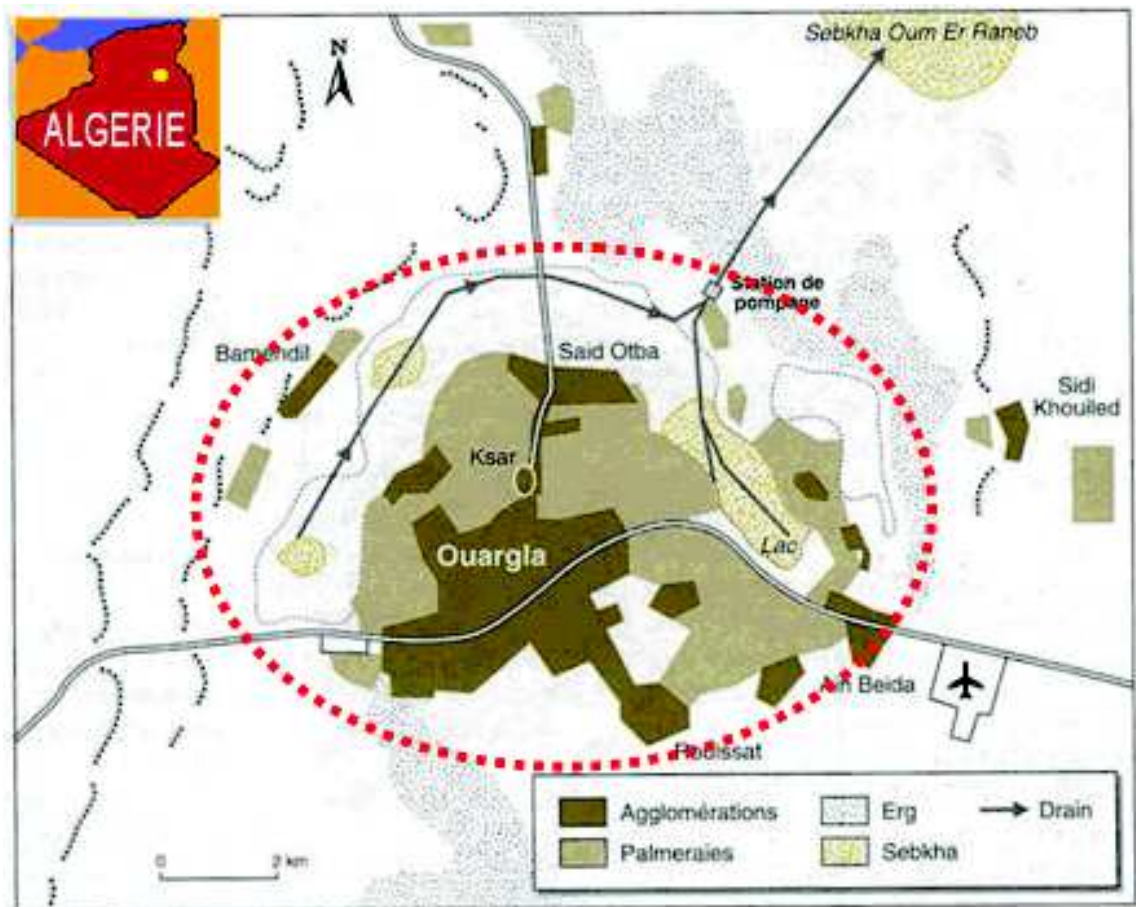 ALGERIE
N
Sebkha Oum Er Raneb
Station de
pompage
Bamendil
Said Otba
Sidi
Khouiled
Ksar
Ouargla
Lac
Ain Beida
Rouissat
0 2 km
Agglomérations
Erg
Drain
Palmeraies
Sebkha